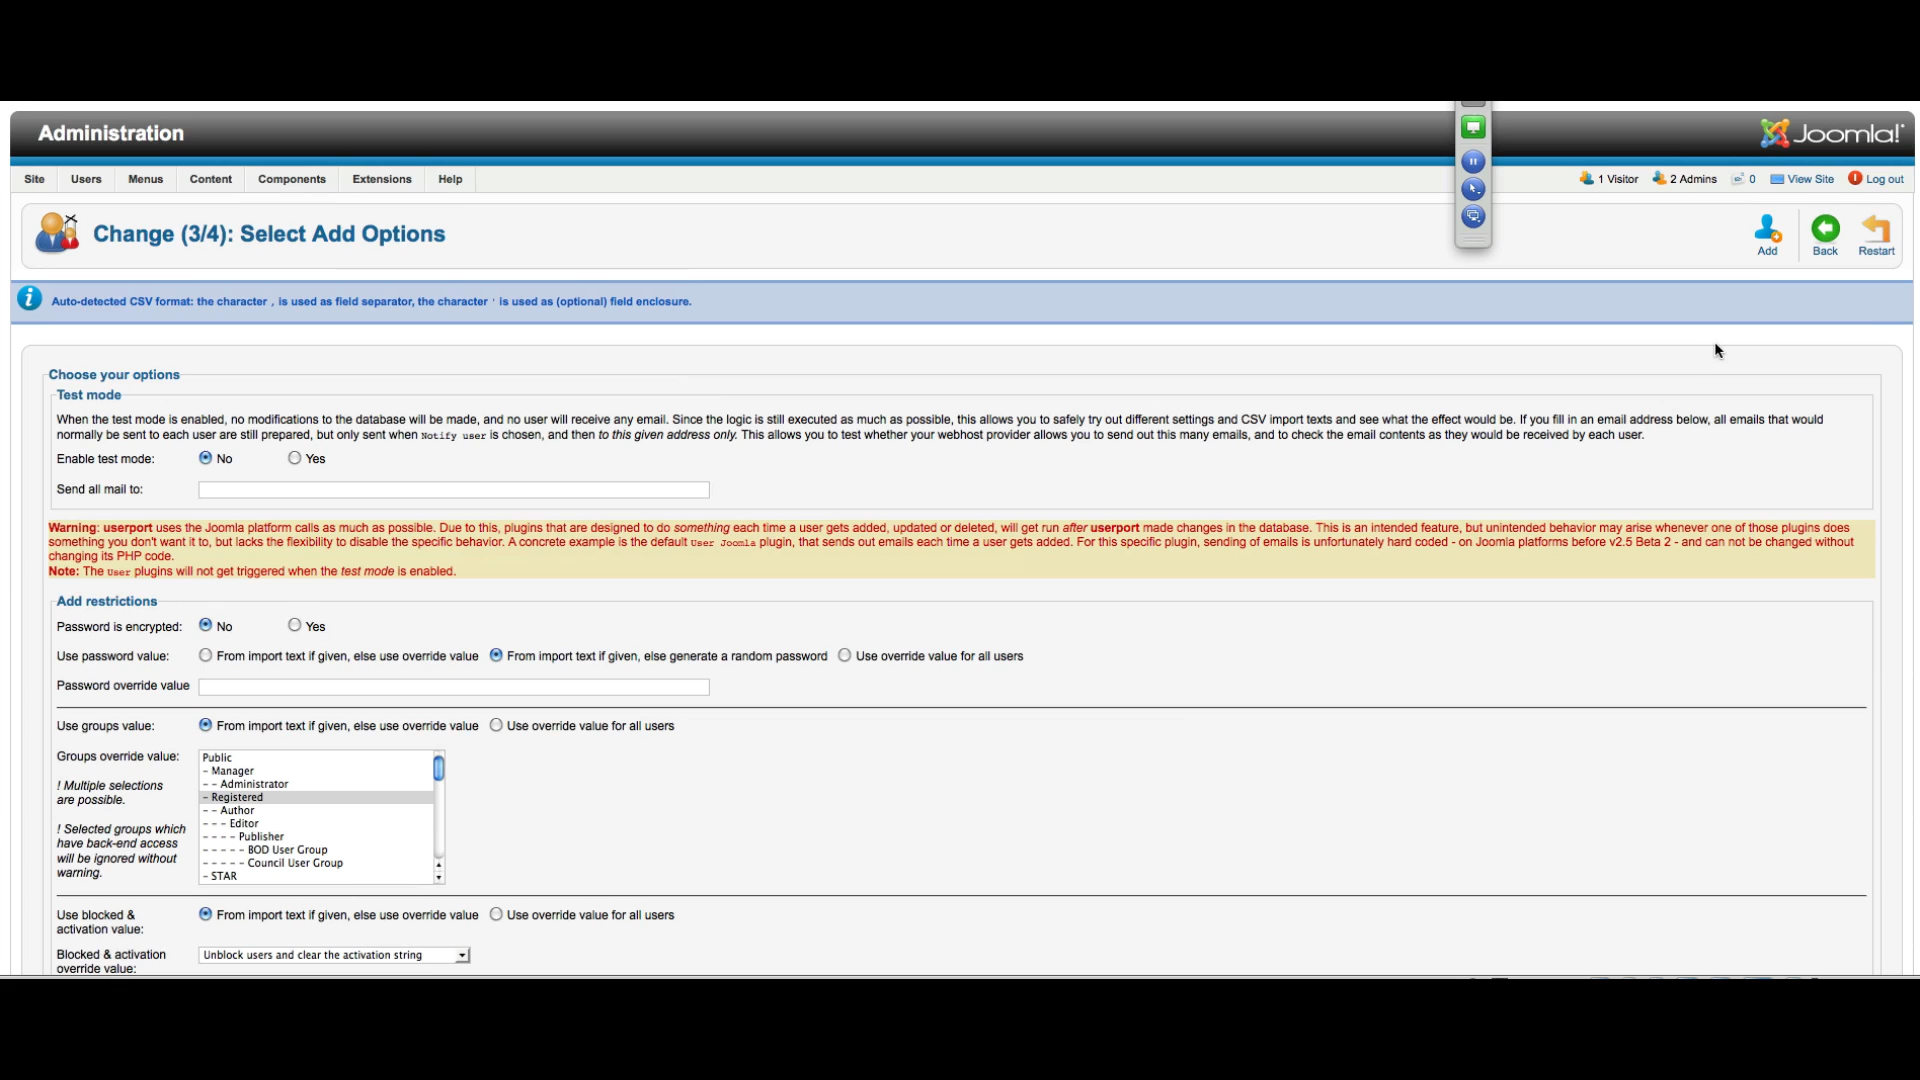 Administration
Joomla!
Site Users Menus Content Components Extensions Help
1 Visitor 2 Admins 0 View Site Log out
Change (3/4): Select Add Options
Add Back Restart
Auto-detected CSV format: the character , is used as field separator, the character ' is used as (optional) field enclosure.
Choose your options
Test mode
When the test mode is enabled, no modifications to the database will be made, and no user will receive any email. Since the logic is still executed as much as possible, this allows you to safely try out different settings and CSV import texts and see what the effect would be. If you fill in an email address below, all emails that would
normally be sent to each user are still prepared, but only sent when Notify user is chosen, and then to this given address only. This allows you to test whether your webhost provider allows you to send out this many emails, and to check the email contents as they would be received by each user.
Enable test mode: No Yes
Send all mail to:
Warning: userport uses the Joomla platform calls as much as possible. Due to this, plugins that are designed to do something each time a user gets added, updated or deleted, will get run after userport made changes in the database. This is an intended feature, but unintended behavior may arise whenever one of those plugins does
something you don't want it to, but lacks the flexibility to disable the specific behavior. A concrete example is the default User Joomla plugin, that sends out emails each time a user gets added. For this specific plugin, sending of emails is unfortunately hard coded - on Joomla platforms before v2.5 Beta 2 - and can not be changed without
changing its PHP code.
Note: The User plugins will not get triggered when the test mode is enabled.
Add restrictions
Password is encrypted: No Yes
Use password value: From import text if given, else use override value From import text if given, else generate a random password Use override value for all users
Password override value
Use groups value: From import text if given, else use override value Use override value for all users
Groups override value:
! Multiple selections
are possible.
! Selected groups which
have back-end access
will be ignored without
warning.
Public
- Manager
- - Administrator
- Registered
- - Author
- - - Editor
- - - - Publisher
- - - - - BOD User Group
- - - - - Council User Group
- STAR
Use blocked &
activation value:
From import text if given, else use override value Use override value for all users
Blocked & activation
override value:
Unblock users and clear the activation string